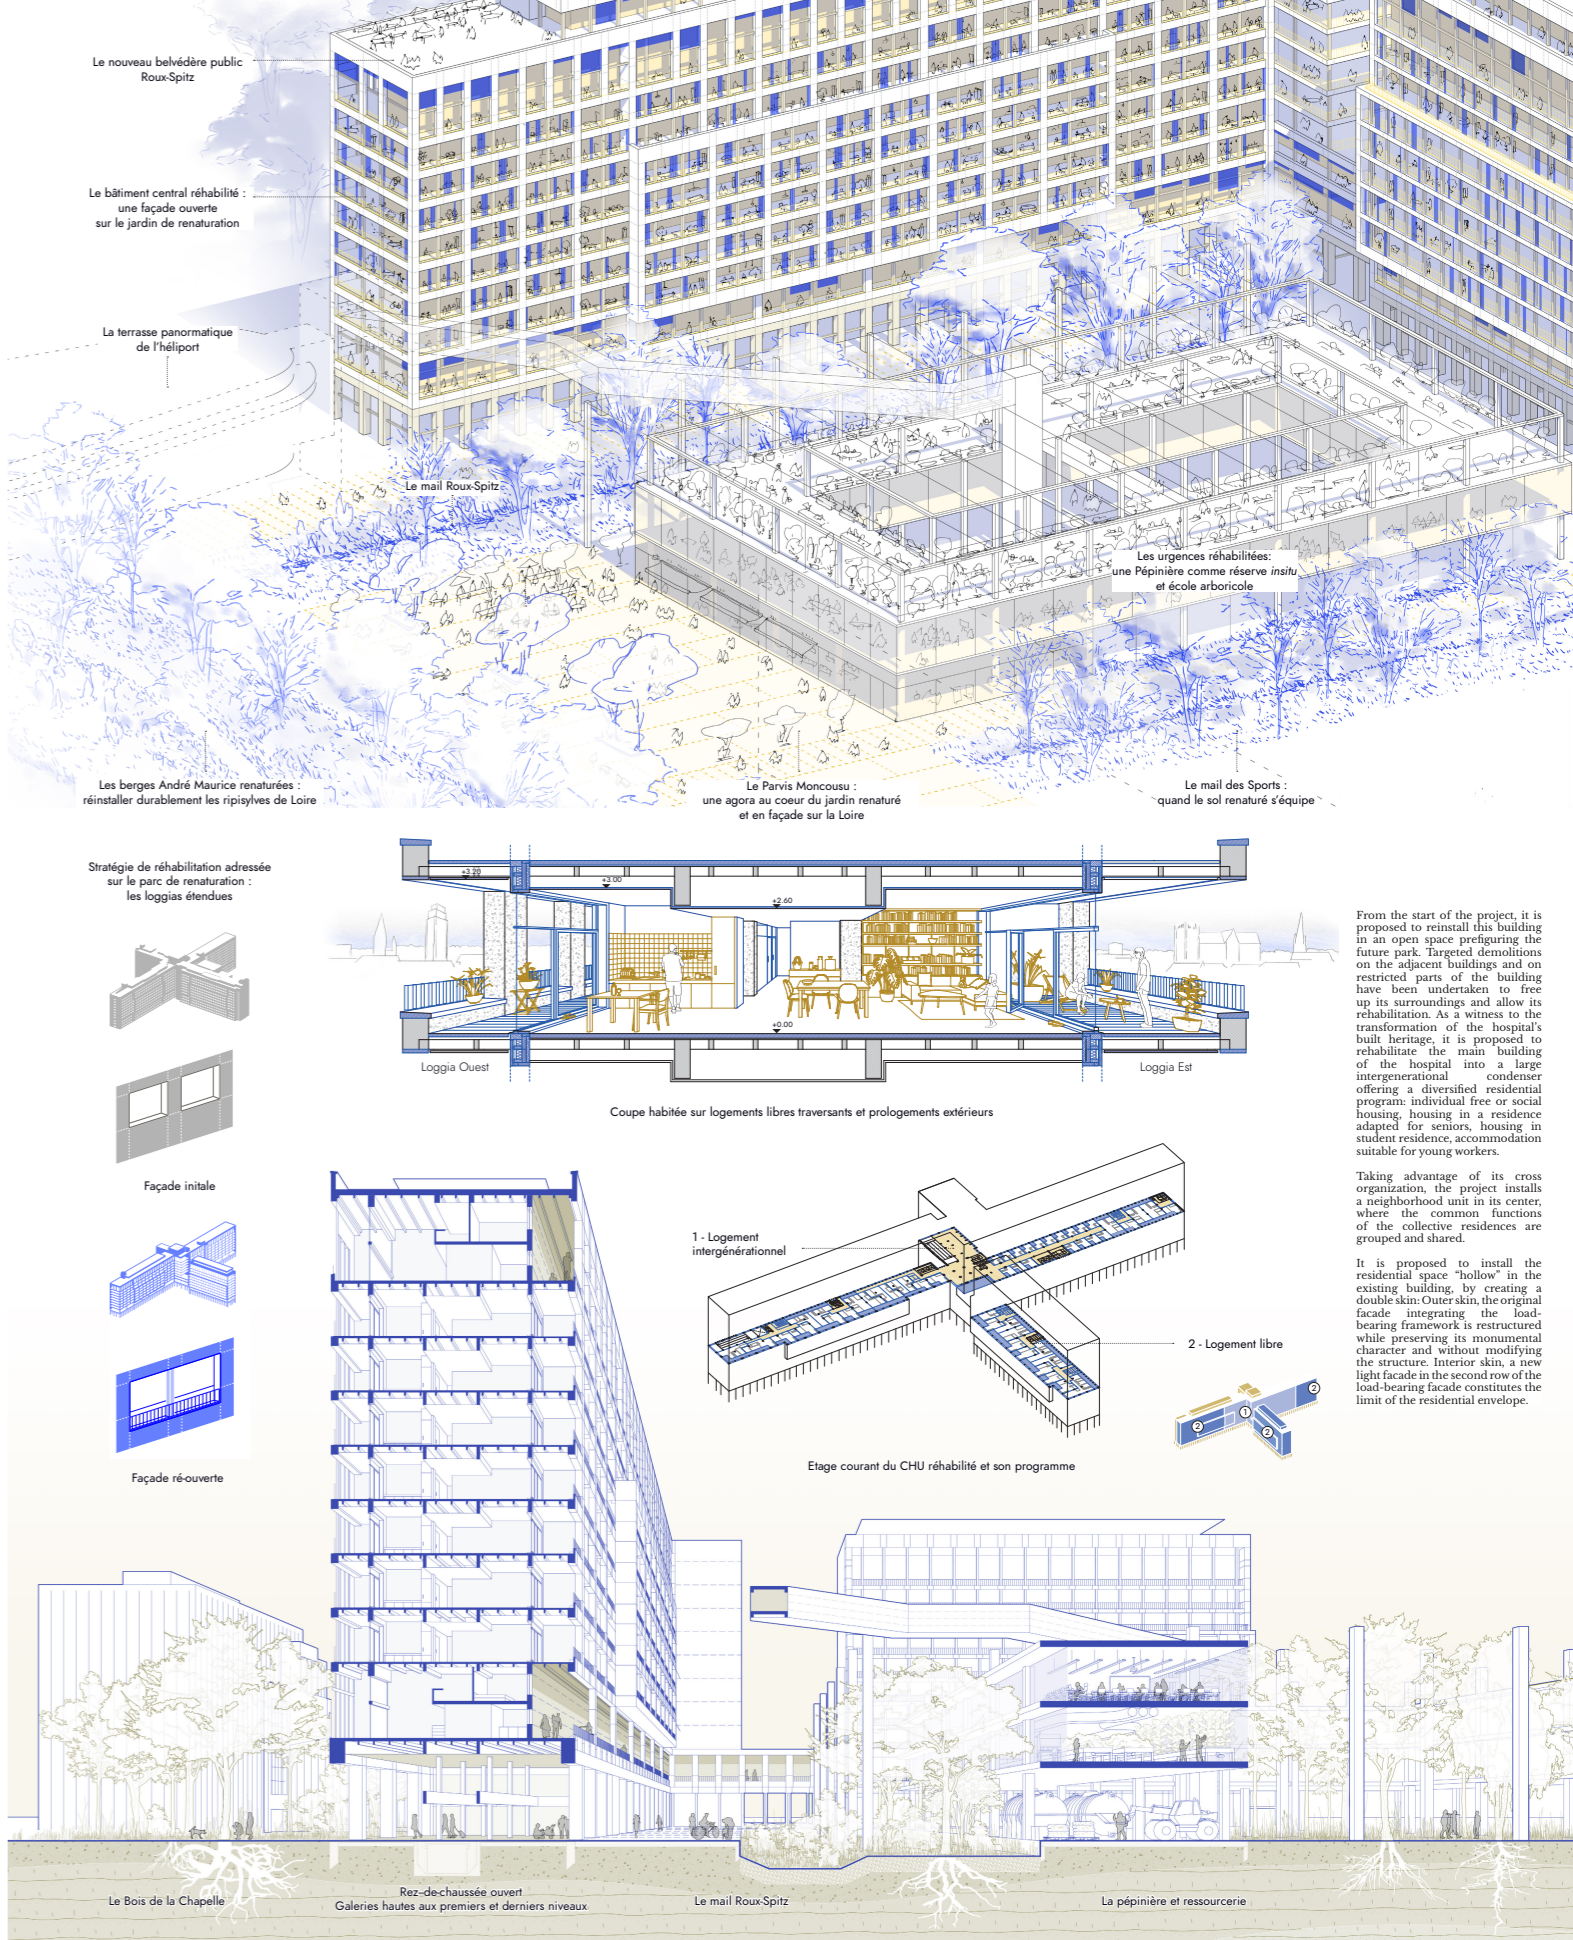 Le nouveau belvédère public
Roux-Spitz
Le bâtiment central réhabilité :
une façade ouverte
sur le jardin de renaturation
La terrasse panormatique
de l'héliport
Le mail Roux-Spitz
Les urgences réhabilitées:
une Pépinière comme réserve insitu
et école arboricole
Les berges André Maurice renaturées :
réinstaller durablement les ripisylves de Loire
Le Parvis Moncousu :
une agora au coeur du jardin renaturé
et en façade sur la Loire
Le mail des Sports :
quand le sol renaturé s'équipe
Stratégie de réhabilitation adressée
sur le parc de renaturation :
les loggias étendues
Façade initale
Façade ré-ouverte
+3.20
+3.00
+2.60
+0.00
Loggia Ouest
Loggia Est
Coupe habitée sur logements libres traversants et prologements extérieurs
1 - Logement
intergénérationnel
2 - Logement libre
2
1
2
2
Etage courant du CHU réhabilité et son programme
From the start of the project, it is
proposed to reinstall this building
in an open space prefiguring the
future park. Targeted demolitions
on the adjacent buildings and on
restricted parts of the building
have been undertaken to free
up its surroundings and allow its
rehabilitation. As a witness to the
transformation of the hospital's
built heritage, it is proposed to
rehabilitate the main building
of the hospital into a large
intergenerational condenser
offering a diversified residential
program: individual free or social
housing, housing in a residence
adapted for seniors, housing in
student residence, accommodation
suitable for young workers.
Taking advantage of its cross
organization, the project installs
a neighborhood unit in its center,
where the common functions
of the collective residences are
grouped and shared.
It is proposed to install the
residential space “hollow” in the
existing building, by creating a
double skin: Outer skin, the original
facade integrating the load-
bearing framework is restructured
while preserving its monumental
character and without modifying
the structure. Interior skin, a new
light facade in the second row of the
load-bearing facade constitutes the
limit of the residential envelope.
Le Bois de la Chapelle
Rez-de-chaussée ouvert
Galeries hautes aux premiers et derniers niveaux
Le mail Roux-Spitz
La pépinière et ressourcerie